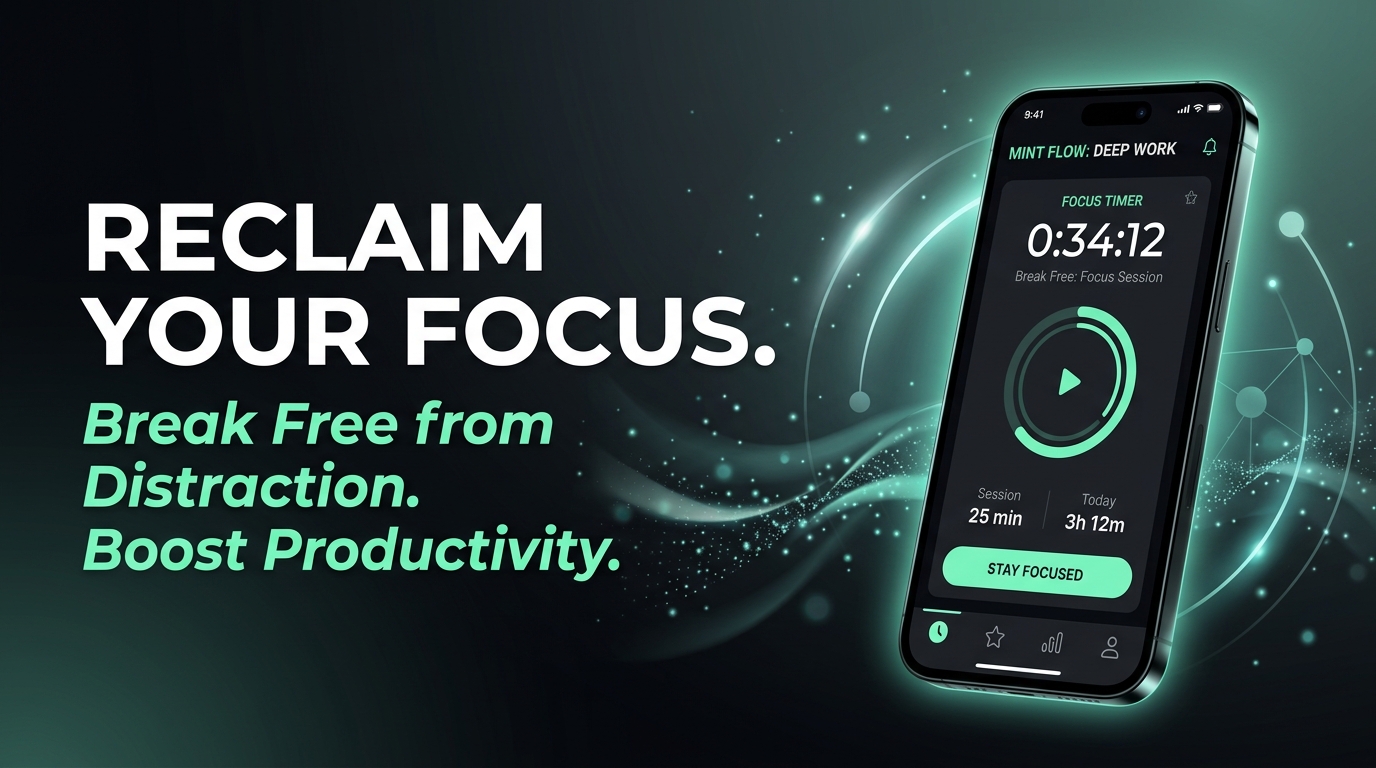 RECLAIM
YOUR FOCUS.
Break Free from
Distraction.
Boost Productivity.
9:41
MINT FLOW: DEEP WORK
FOCUS TIMER
0:34:12
Break Free: Focus Session
Session
25 min
Today
3h 12m
STAY FOCUSED